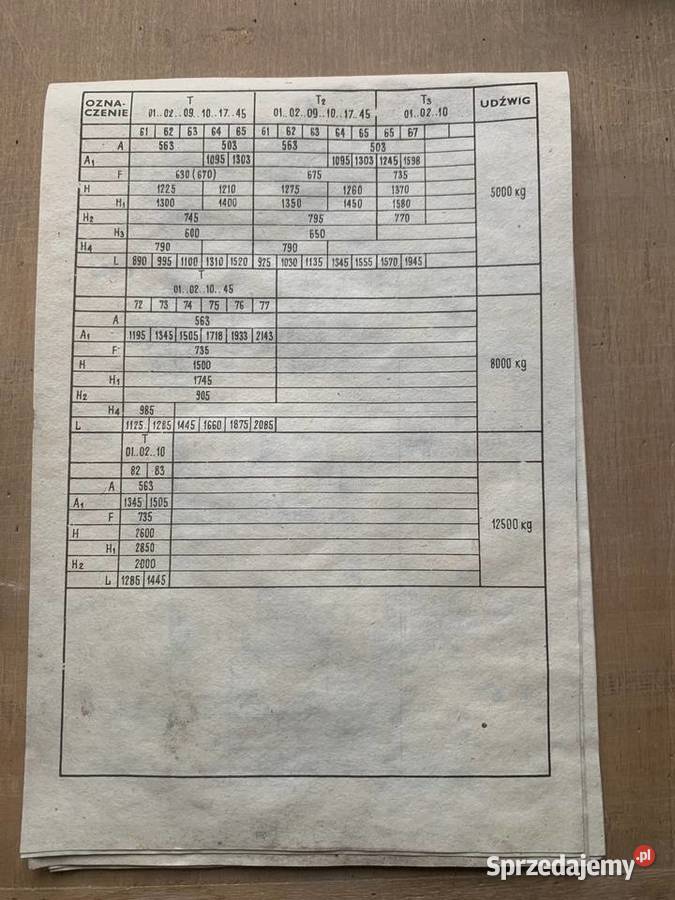 OZNA-CZENIE T T2 T3 UDŹWIG
01..02..09..10..17..45 01..02..09..10..17..45 01..02..10
61 62 63 64 65 61 62 63 64 65 65 67
A 563 503 563 503
A1 1095 1303 1095 1303 1245 1598
F 630 (670) 675 735
H 1225 1210 1275 1260 1370 5000 kg
H1 1300 1400 1350 1450 1580
H2 745 795 770
H3 600 650
H4 790 790
L 890 995 1100 1310 1520 925 1030 1135 1345 1555 1570 1945
T
01..02..10..45
72 73 74 75 76 77
A 563
A1 1195 1345 1505 1718 1933 2143
F 735
H 1500 8000 kg
H1 1745
H2 905
H4 985
L 1125 1285 1445 1660 1875 2085
T
01..02..10
82 83
A 563
A1 1345 1505
F 735 12500 kg
H 2600
H1 2850
H2 2000
L 1285 1445
Sprzedajemy.pl